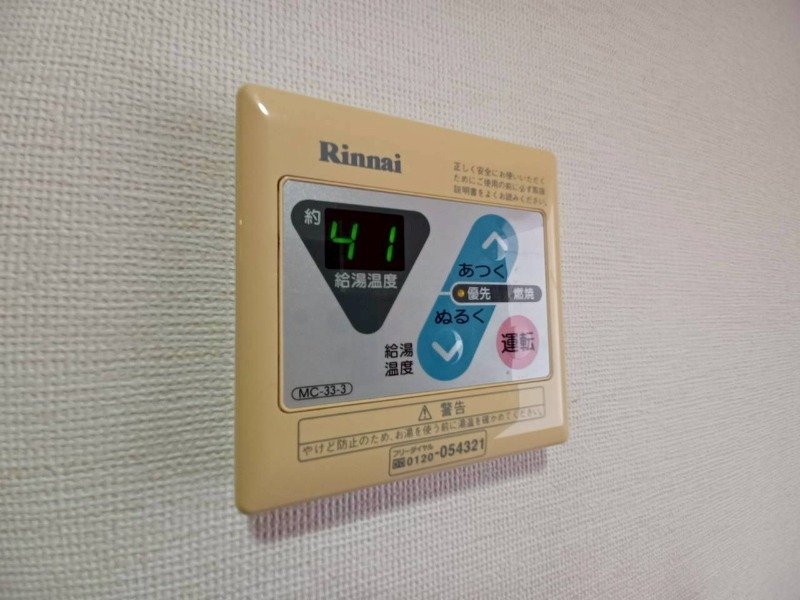 Rinnai
正しく安全にお使いいただく
ためにご使用の前に必ず取扱
説明書をよくお読みください。
約
41
給湯温度
あつく
優先 燃焼
ぬるく
給湯
温度
運転
MC-33-3
警告
やけど防止のため、お湯を使う前に湯温を確かめてください。
フリーダイヤル
0120-054321